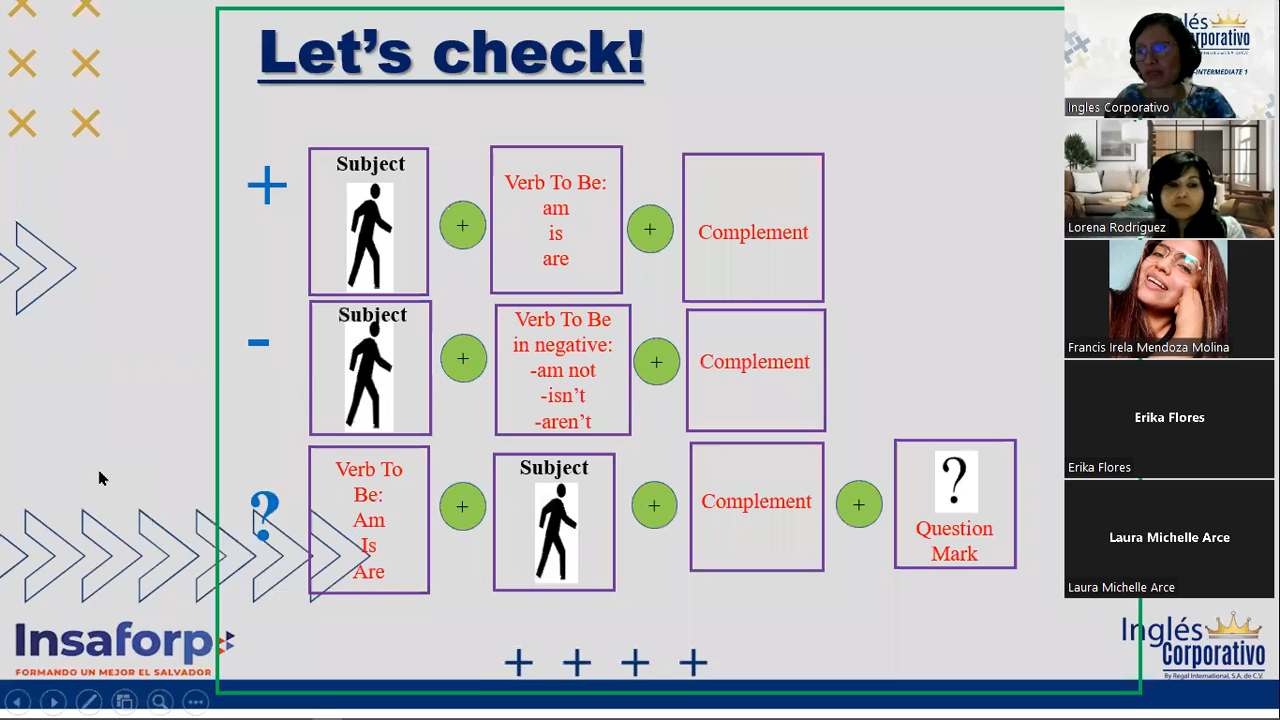 Let's check!
+
Subject
+
Verb To Be:
am
is
are
+
Complement
-
Subject
+
Verb To Be
in negative:
-am not
-isn't
-aren't
+
Complement
?
Verb To
Be:
Am
Is
Are
+
Subject
+
Complement
+
?
Question
Mark
Insaforp
FORMANDO UN MEJOR EL SALVADOR
+ + + +
Inglés
Corporativo
By Regal International, S.A. de C.V.
lés
orporativo
-INTERMEDIATE 1
Ingles Corporativo
Lorena Rodriguez
Francis Irela Mendoza Molina
Erika Flores
Erika Flores
Laura Michelle Arce
Laura Michelle Arce